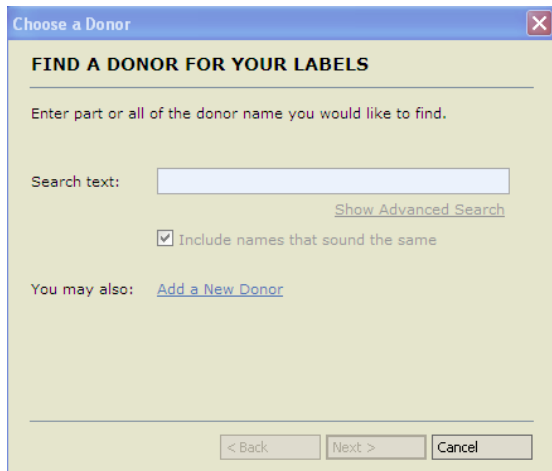 Choose a Donor
FIND A DONOR FOR YOUR LABELS
Enter part or all of the donor name you would like to find.
Search text:
Show Advanced Search
Include names that sound the same
You may also: Add a New Donor
< Back Next > Cancel